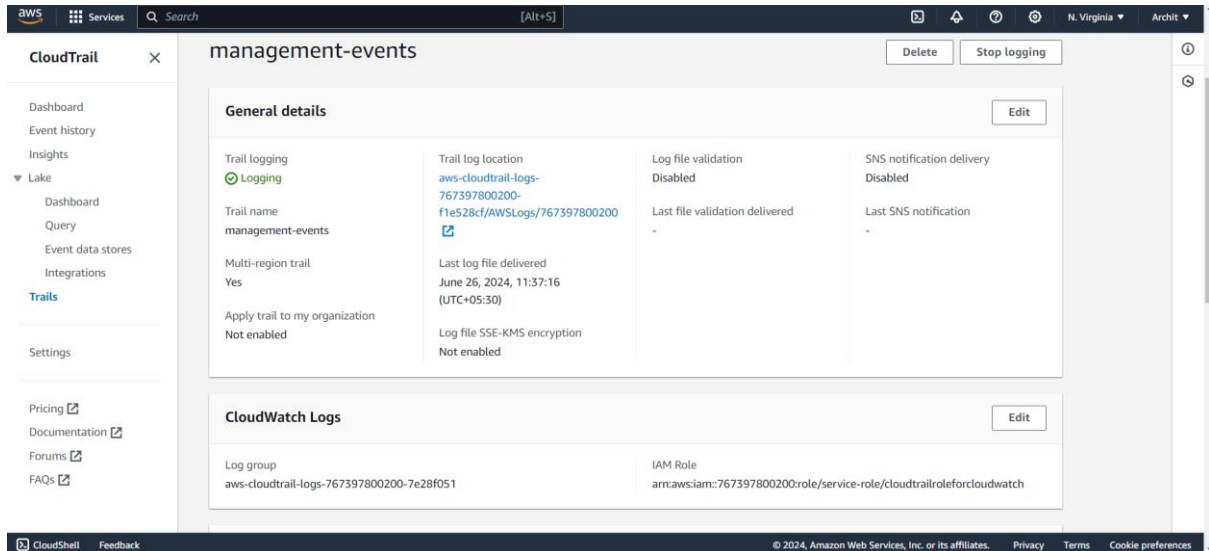 aws
Services
Search
[Alt+S]
N. Virginia ▼
Archit ▼
CloudTrail
Dashboard
Event history
Insights
Lake
Dashboard
Query
Event data stores
Integrations
Trails
Settings
Pricing
Documentation
Forums
FAQs
management-events
Delete
Stop logging
General details
Edit
Trail logging
Logging
Trail name
management-events
Multi-region trail
Yes
Apply trail to my organization
Not enabled
Trail log location
aws-cloudtrail-logs-
767397800200-
f1e528cf/AWSLogs/767397800200
Last log file delivered
June 26, 2024, 11:37:16
(UTC+05:30)
Log file SSE-KMS encryption
Not enabled
Log file validation
Disabled
Last file validation delivered
-
SNS notification delivery
Disabled
Last SNS notification
-
CloudWatch Logs
Edit
Log group
aws-cloudtrail-logs-767397800200-7e28f051
IAM Role
arn:aws:iam::767397800200:role/service-role/cloudtrailroleforcloudwatch
CloudShell
Feedback
© 2024, Amazon Web Services, Inc. or its affiliates.
Privacy
Terms
Cookie preferences